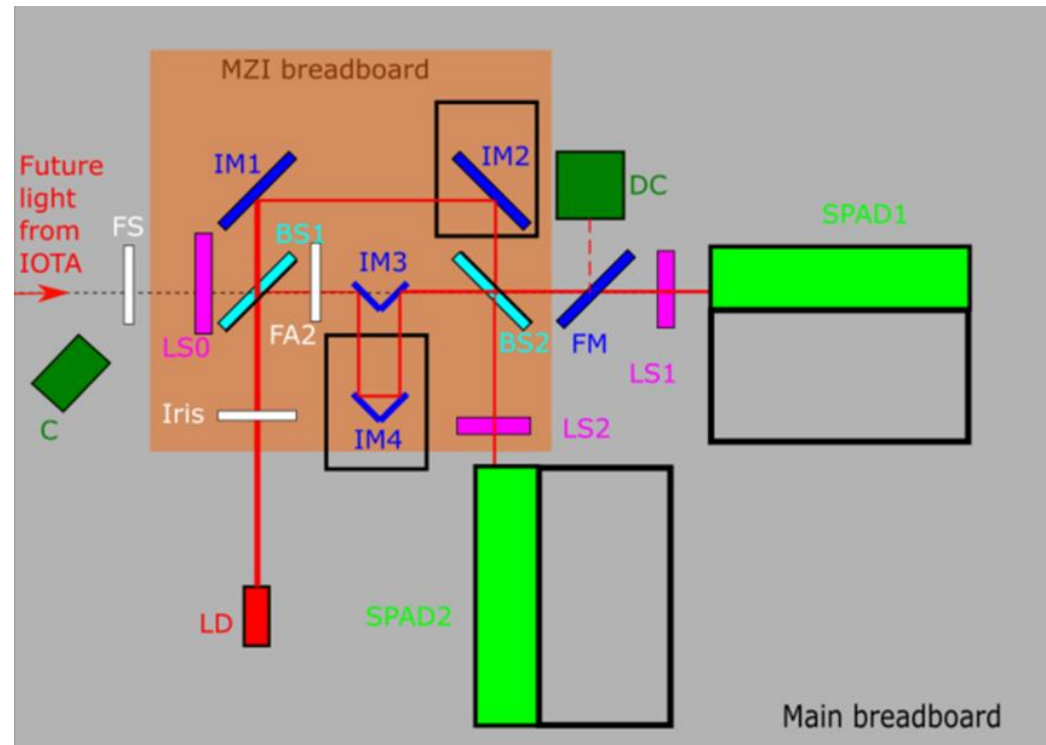 MZI breadboard
Future
light
from
IOTA
FS
IM1
IM2
DC
SPAD1
BS1
IM3
LS0
FA2
BS2
FM
LS1
C
Iris
IM4
LS2
LD
SPAD2
Main breadboard